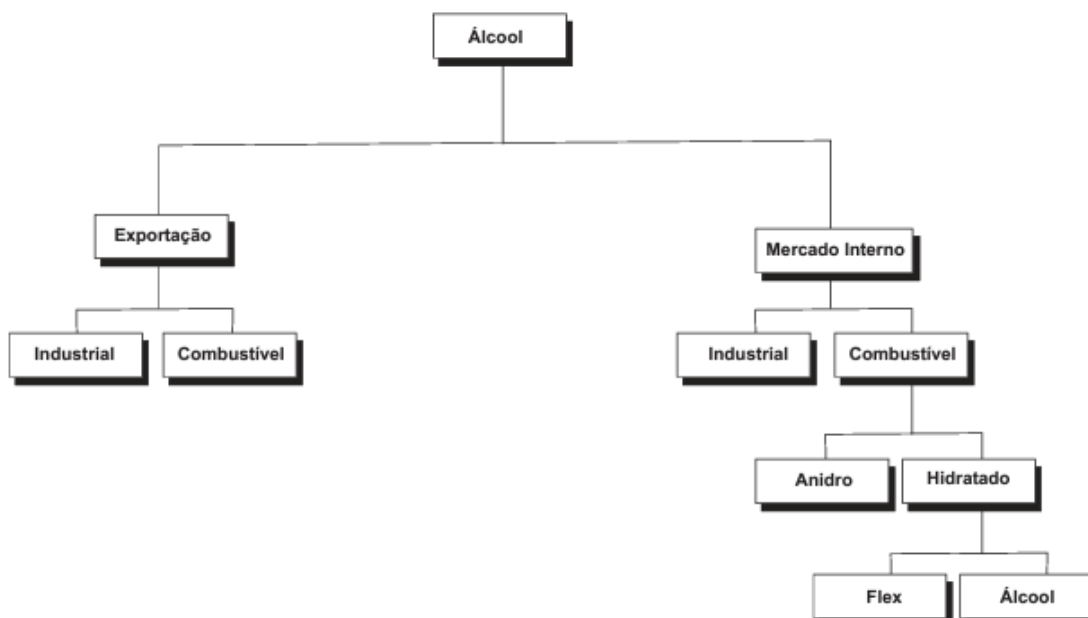 Álcool
Exportação
Mercado Interno
Industrial
Combustível
Industrial
Combustível
Anidro
Hidratado
Flex
Álcool